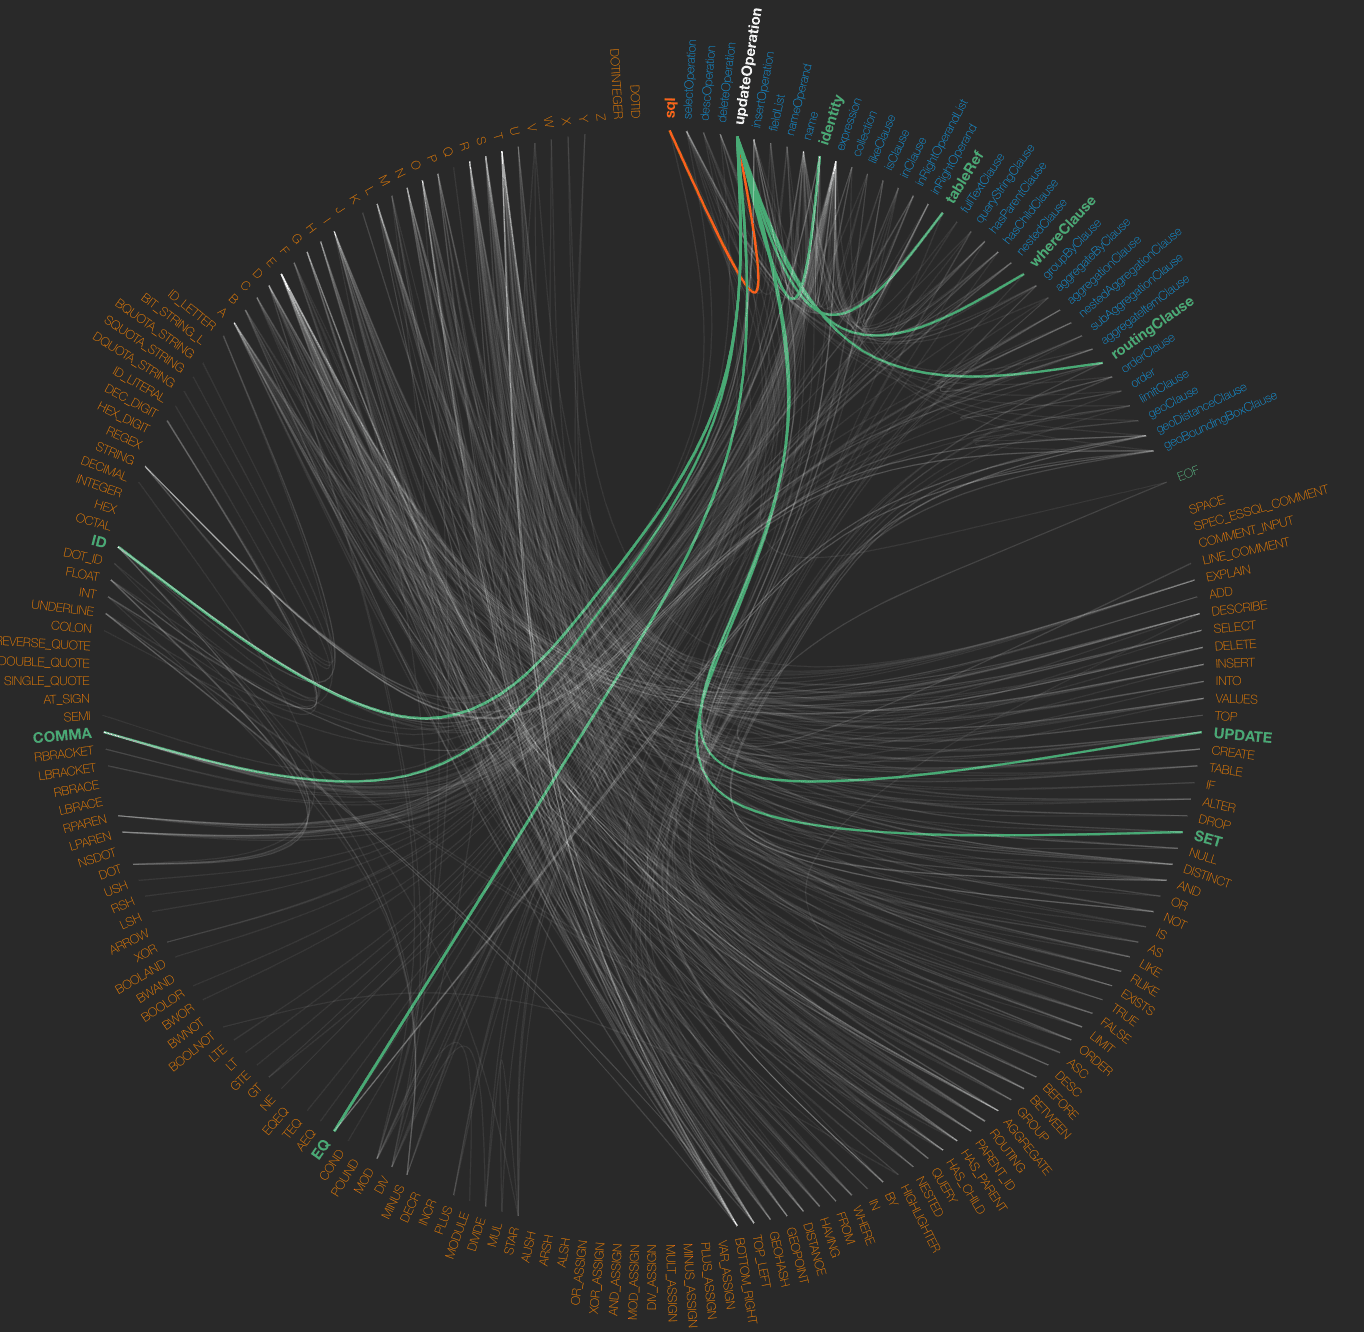 sql
selectOperation
descOperation
deleteOperation
updateOperation
insertOperation
fieldList
nameOperand
name
identity
expression
collection
likeClause
isClause
inClause
inRightOperandList
inRightOperand
tableRef
fullTextClause
queryStringClause
hasParentClause
hasChildClause
nestedClause
whereClause
groupByClause
aggregateByClause
aggregationClause
nestedAggregationClause
subAggregationClause
aggregateItemClause
routingClause
orderClause
order
limitClause
geoClause
geoDistanceClause
geoBoundingBoxClause
EOF
SPACE
SPEC_ESSQL_COMMENT
COMMENT_INPUT
LINE_COMMENT
EXPLAIN
ADD
DESCRIBE
SELECT
DELETE
INSERT
INTO
VALUES
TOP
UPDATE
CREATE
TABLE
IF
ALTER
DROP
SET
NULL
DISTINCT
AND
OR
NOT
IS
AS
LIKE
RLIKE
EXISTS
TRUE
FALSE
LIMIT
ORDER
ASC
DESC
BEFORE
BETWEEN
GROUP
AGGREGATE
ROUTING
PARENT_ID
HAS_PARENT
HAS_CHILD
QUERY
NESTED
HIGHLIGHTER
BY
IN
WHERE
FROM
HAVING
DISTANCE
GEOPOINT
GEOHASH
TOP_LEFT
BOTTOM_RIGHT
VAR_ASSIGN
PLUS_ASSIGN
MINUS_ASSIGN
MULT_ASSIGN
DIV_ASSIGN
MOD_ASSIGN
AND_ASSIGN
XOR_ASSIGN
OR_ASSIGN
ALSH
ARSH
AUSH
STAR
MUL
DIVIDE
MODULE
PLUS
INCR
DECR
MINUS
DIV
MOD
POUND
COND
EQ
AEQ
TEQ
EQEQ
NE
GT
GTE
LT
LTE
BOOLNOT
BWNOT
BWOR
BOOLOR
BWAND
BOOLAND
XOR
ARROW
LSH
RSH
USH
DOT
NSDOT
LPAREN
RPAREN
LBRACE
RBRACE
LBRACKET
RBRACKET
COMMA
SEMI
AT_SIGN
SINGLE_QUOTE
DOUBLE_QUOTE
REVERSE_QUOTE
COLON
UNDERLINE
INT
FLOAT
DOT_ID
ID
OCTAL
HEX
INTEGER
DECIMAL
STRING
REGEX
HEX_DIGIT
DEC_DIGIT
ID_LITERAL
DQUOTA_STRING
SQUOTA_STRING
BQUOTA_STRING
BIT_STRING_L
ID_LETTER
A
B
C
D
E
F
G
H
I
J
K
L
M
N
O
P
Q
R
S
T
U
V
W
X
Y
Z
DOTINTEGER
DOTID